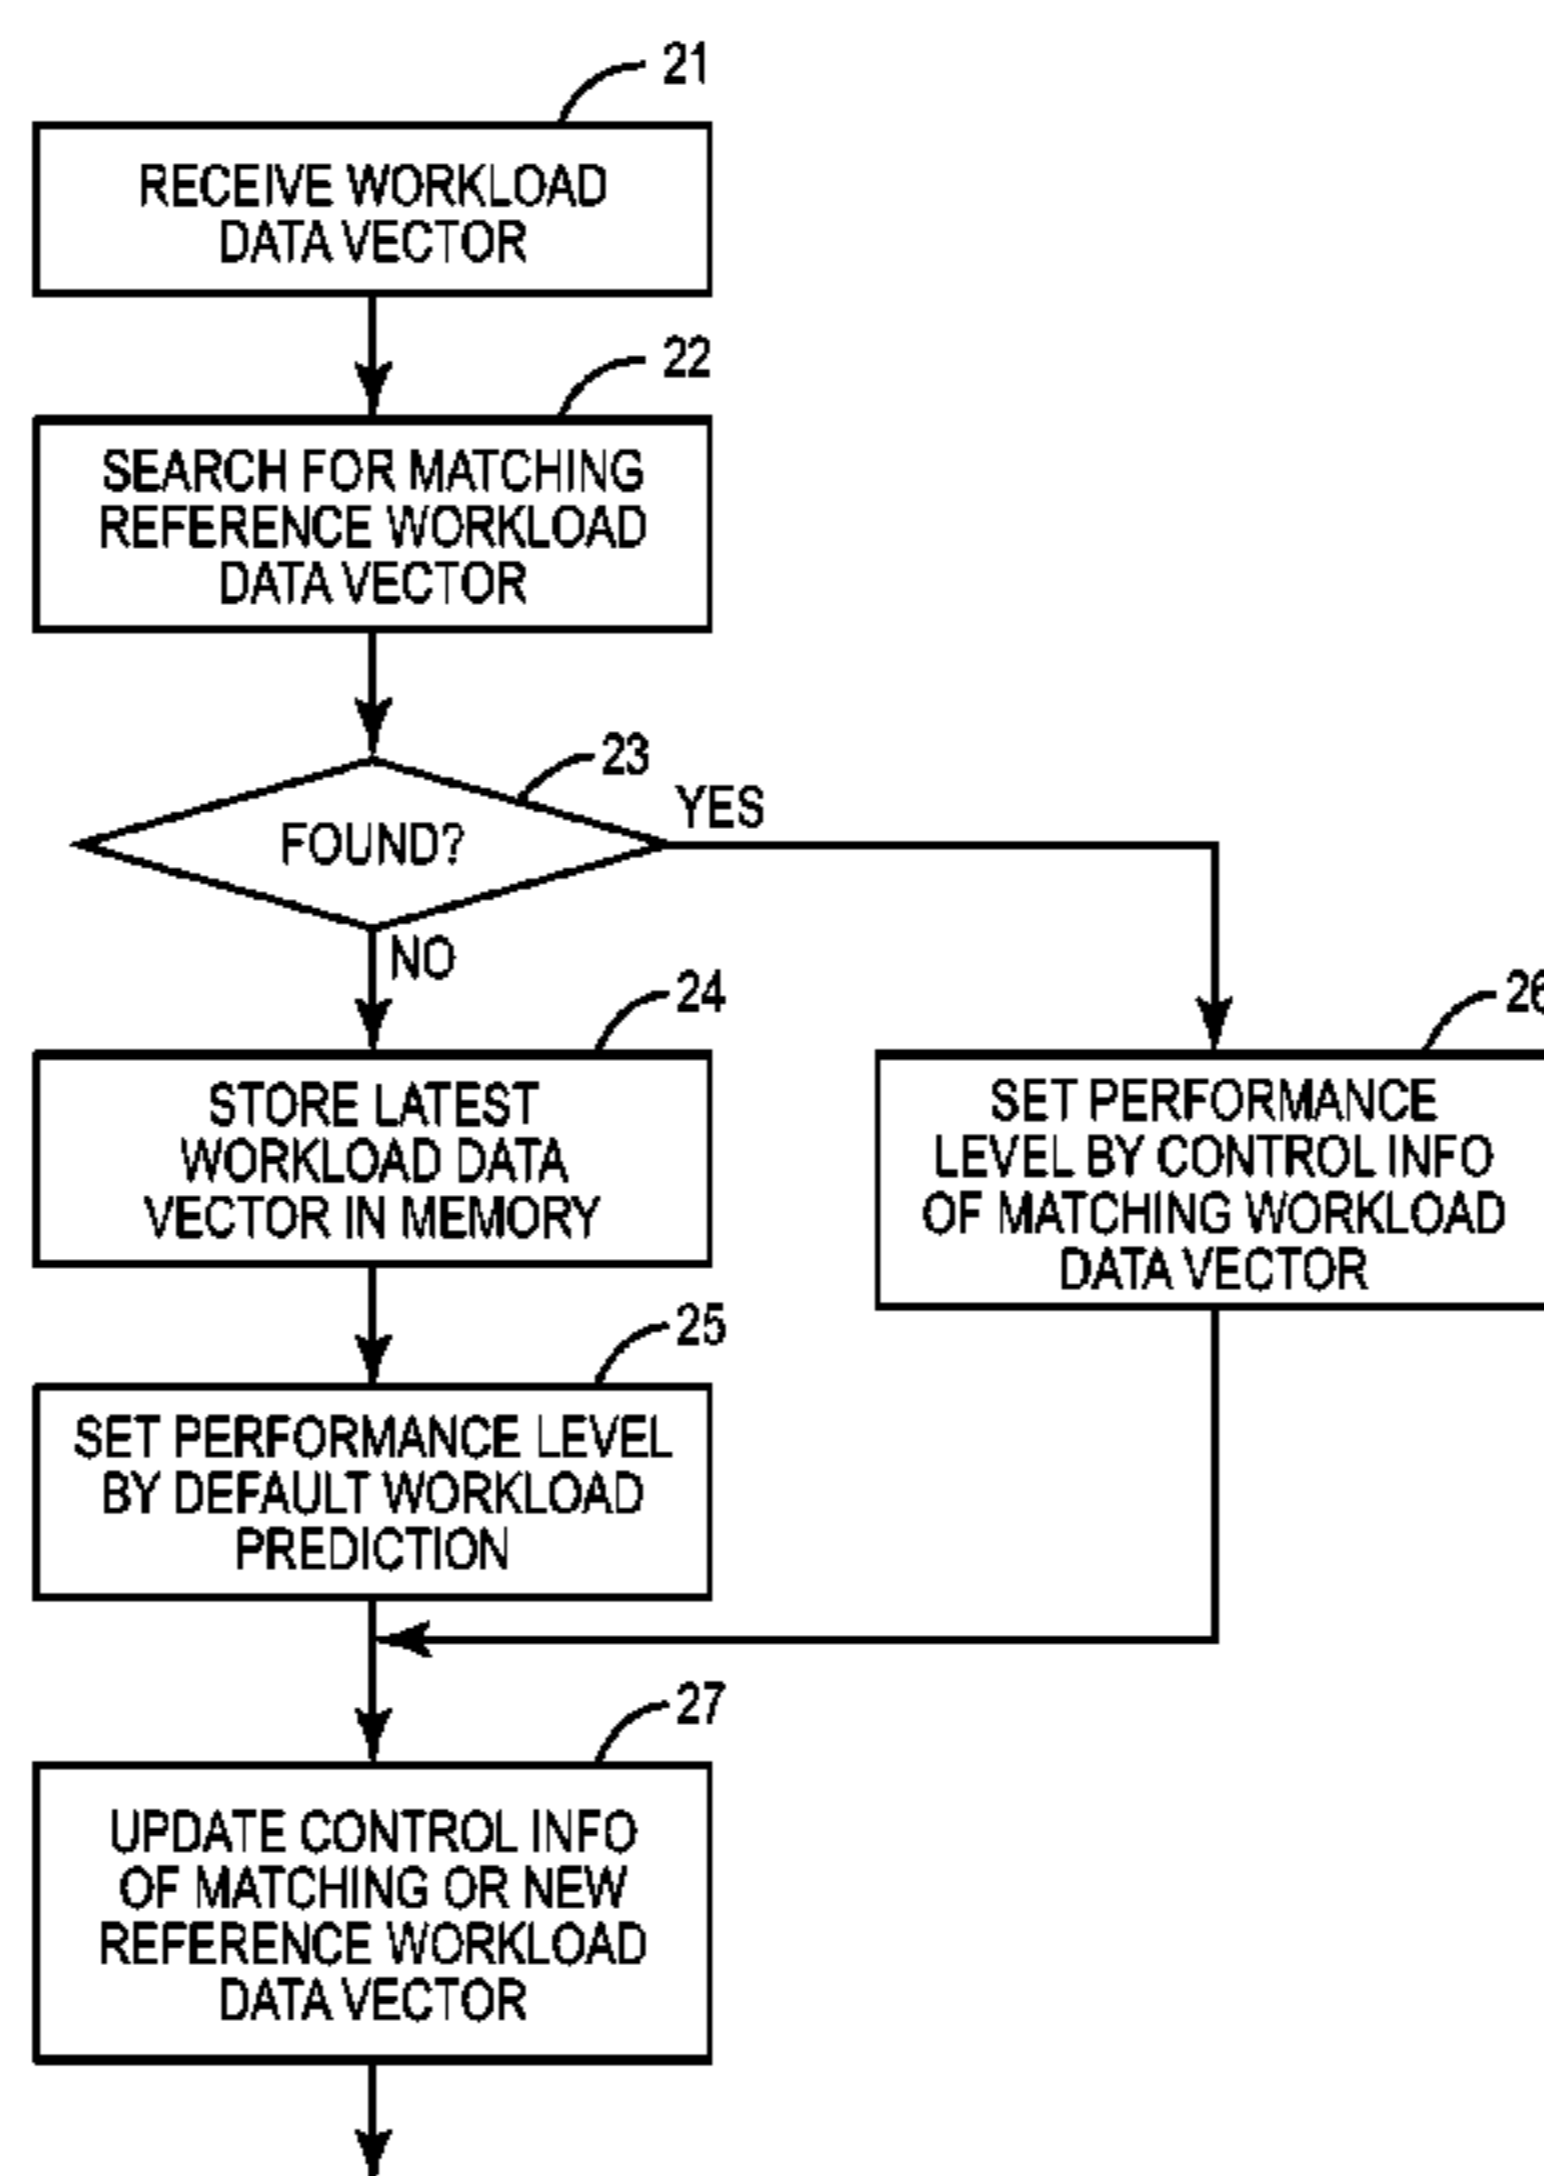 21
RECEIVE WORKLOAD
DATA VECTOR
22
SEARCH FOR MATCHING
REFERENCE WORKLOAD
DATA VECTOR
23
FOUND?
YES
NO
24
STORE LATEST
WORKLOAD DATA
VECTOR IN MEMORY
26
SET PERFORMANCE
LEVEL BY CONTROL INFO
OF MATCHING WORKLOAD
DATA VECTOR
25
SET PERFORMANCE LEVEL
BY DEFAULT WORKLOAD
PREDICTION
27
UPDATE CONTROL INFO
OF MATCHING OR NEW
REFERENCE WORKLOAD
DATA VECTOR